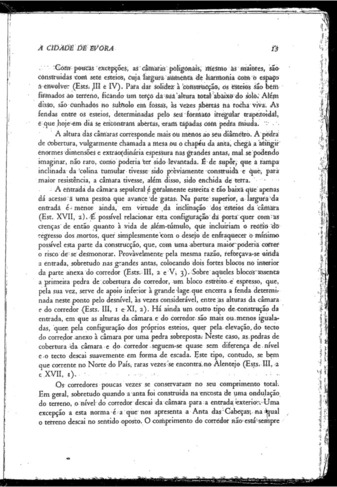 A CIDADE DE EVORA 13
Com poucas excepções, as câmaras poligonais, mesmo as maiores, são
construídas com sete esteios, cuja largura aumenta de harmonia com o espaço
a envolver (Ests. III e IV). Para dar solidez à construcção, os esteios são bem
firmados ao terreno, ficando um terço da sua altura total abaixo do solo. Além
disso, são cunhados no subsolo em fossas, às vezes abertas na rocha viva. As
fendas entre os esteios, determinadas pelo seu formato irregular trapezoidal,
e que hoje em dia se encontram abertas, eram tapadas com pedra miuda.
A altura das câmaras corresponde mais ou menos ao seu diâmetro. A pedra
de cobertura, vulgarmente chamada a mesa ou o chapéu da anta, chega a atingir
enormes dimensões e extraordinária espessura nas grandes antas, mal se podendo
imaginar, não raro, como poderia ter sido levantada. É de supôr, que a rampa
inclinada da colina tumular tivesse sido prèviamente construida e que, para
maior resistência, a câmara tivesse, além disso, sido enchida de terra.
A entrada da câmara sepulcral é geralmente estreita e tão baixa que apenas
dá acesso a uma pessoa que avance de gatas. Na parte superior, a largura da
entrada é menor ainda, em virtude da inclinação dos esteios da câmara
(Est. XVII, 2). É possível relacionar esta configuração da porta quer com as
crenças de então quanto à vida de além-túmulo, que incluiriam o receio do
regresso dos mortos, quer simplesmente com o desejo de enfraquecer o mínimo
possível esta parte da construcção, que, com uma abertura maior poderia correr
o risco de se desmoronar. Provàvelmente pela mesma razão, reforçava-se ainda
a entrada, sobretudo nas grandes antas, colocando dois fortes blocos no interior
da parte anexa do corredor (Ests. III, 2 e V, 3). Sobre aqueles blocos assenta
a primeira pedra de cobertura do corredor, um bloco estreito e espesso, que,
pela sua vez, serve de apoio inferior à grande lage que encerra a fenda determi-
nada neste ponto pelo desnível, às vezes considerável, entre as alturas da câmara
e do corredor (Ests. III, 1 e XI, 2). Há ainda um outro tipo de construção da
entrada, em que as alturas da câmara e do corredor são mais ou menos iguala-
das, quer pela configuração dos próprios esteios, quer pela elevação do tecto
do corredor anexo à câmara por uma pedra sobreposta. Neste caso, as pedras de
cobertura da câmara e do corredor seguem-se quase sem diferença de nível
e o tecto descai suavemente em forma de escada. Este tipo, contudo, se bem
que corrente no Norte do País, raras vezes se encontra no Alentejo (Ests. III, 2
e XVII, 1).
Os corredores poucas vezes se conservaram no seu comprimento total.
Em geral, sobretudo quando a anta foi construida na encosta de uma ondulação
do terreno, o nível do corredor descai da câmara para a entrada exterior. Uma
excepção a esta norma é a que nos apresenta a Anta das Cabeças, na qual
o terreno descai no sentido oposto. O comprimento do corredor não está sempre